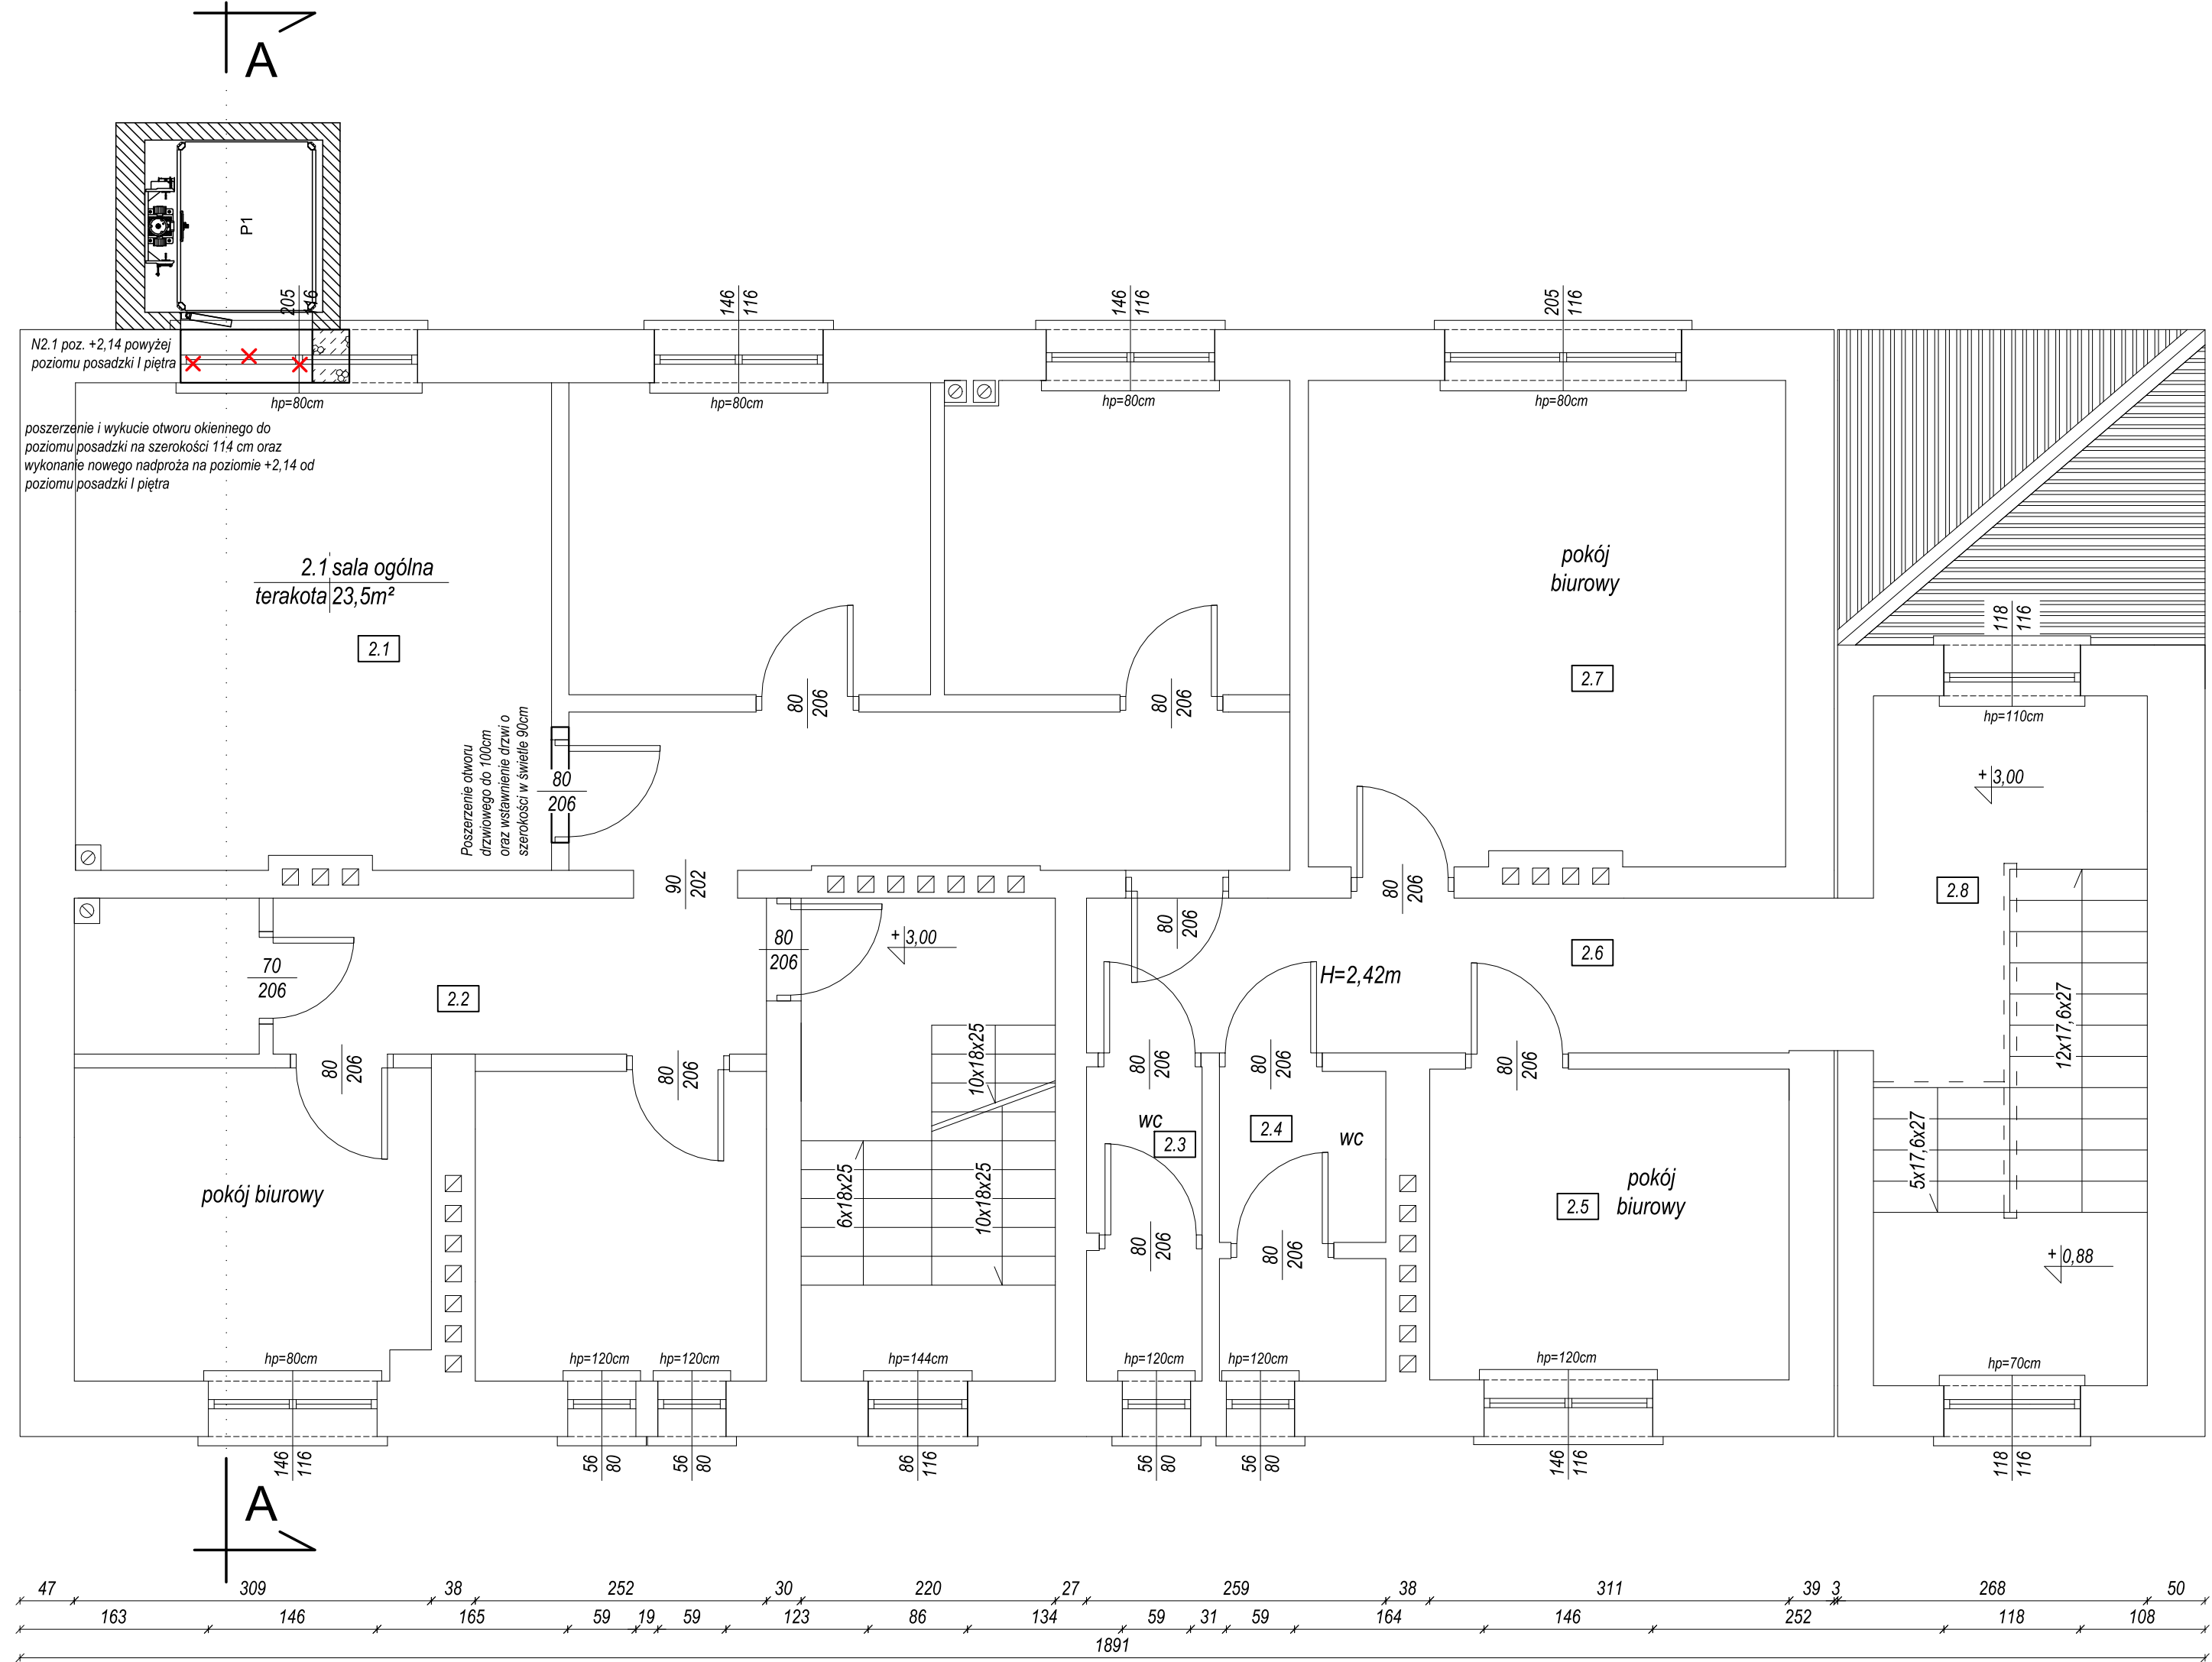 A
P1
205
116
146
116
146
116
205
116
N2.1 poz. +2,14 powyżej
poziomu posadzki I piętra
hp=80cm
hp=80cm
hp=80cm
hp=80cm
poszerzenie i wykucie otworu okiennego do
poziomu posadzki na szerokości 114 cm oraz
wykonanie nowego nadproża na poziomie +2,14 od
poziomu posadzki I piętra
2.1 sala ogólna
terakota 23,5m²
2.1
pokój
biurowy
2.7
118
116
hp=110cm
80
206
80
206
Poszerzenie otworu
drzwiowego do 100cm
oraz wstawnienie drzwi o
szerokości w świetle 90cm
80
206
+ 3,00
90
202
80
206
2.8
80
206
80
206
+ 3,00
70
206
2.2
2.6
H=2,42m
12x17,6x27
80
206
80
206
10x18x25
80
206
80
206
80
206
wc
2.3
2.4
wc
5x17,6x27
pokój biurowy
6x18x25
10x18x25
2.5
pokój
biurowy
80
206
80
206
+ 0,88
hp=80cm
hp=120cm
hp=120cm
hp=144cm
hp=120cm
hp=120cm
hp=120cm
hp=70cm
146
116
56
80
56
80
86
116
56
80
56
80
146
116
118
116
A
47 309 38 252 30 220 27 259 38 311 39 3 268 50
163 146 165 59 19 59 123 86 134 59 31 59 164 146 252 118 108
1891